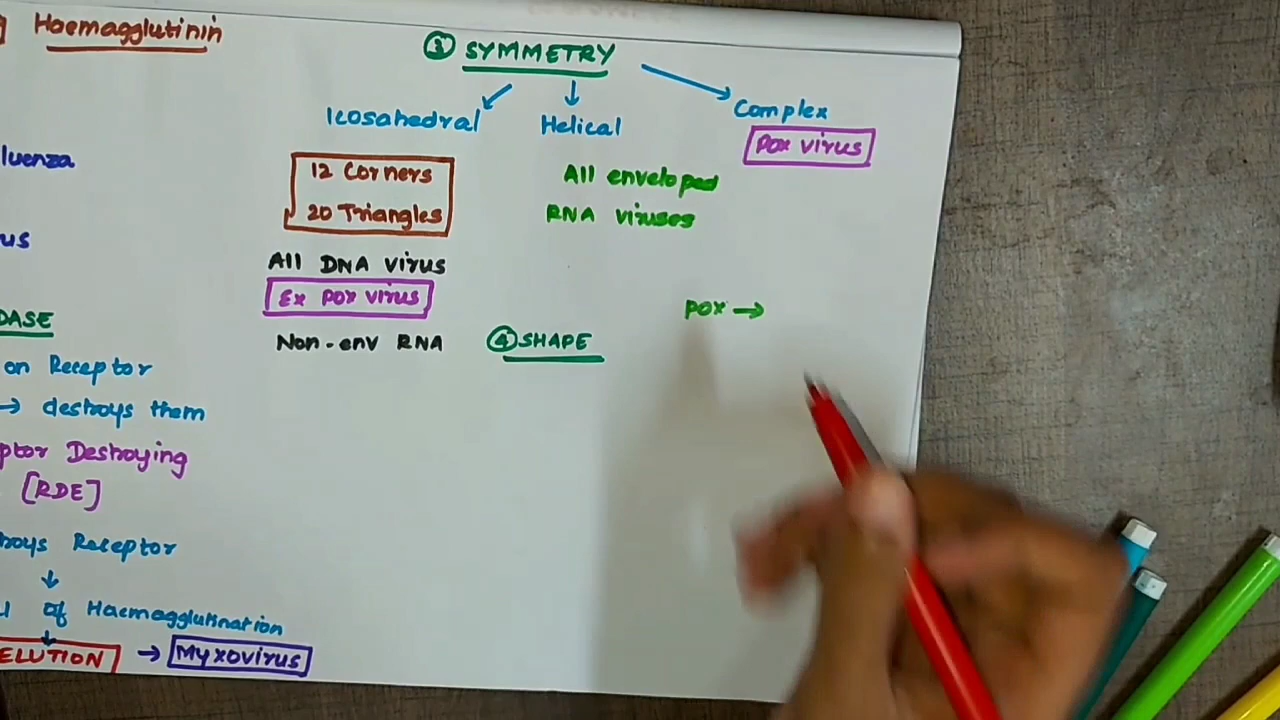 Haemagglutinin
luenza
us
DASE
on Receptor
→ destroys them
ptor Destroying
[RDE]
hoys Receptor
↓
of Haemagglutination
↓
ELUTION → Myxovirus
③ SYMMETRY
Icosahedral
Helical
Complex
Pox virus
12 Corners
20 Triangles
All DNA virus
Ex pox virus
Non-env RNA
All enveloped
RNA viruses
④ SHAPE
pox →